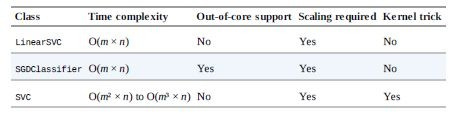 Class Time complexity Out-of-core support Scaling required Kernel trick
LinearSVC O(m × n) No Yes No
SGDClassifier O(m × n) Yes Yes No
SVC O(m² × n) to O(m³ × n) No Yes Yes